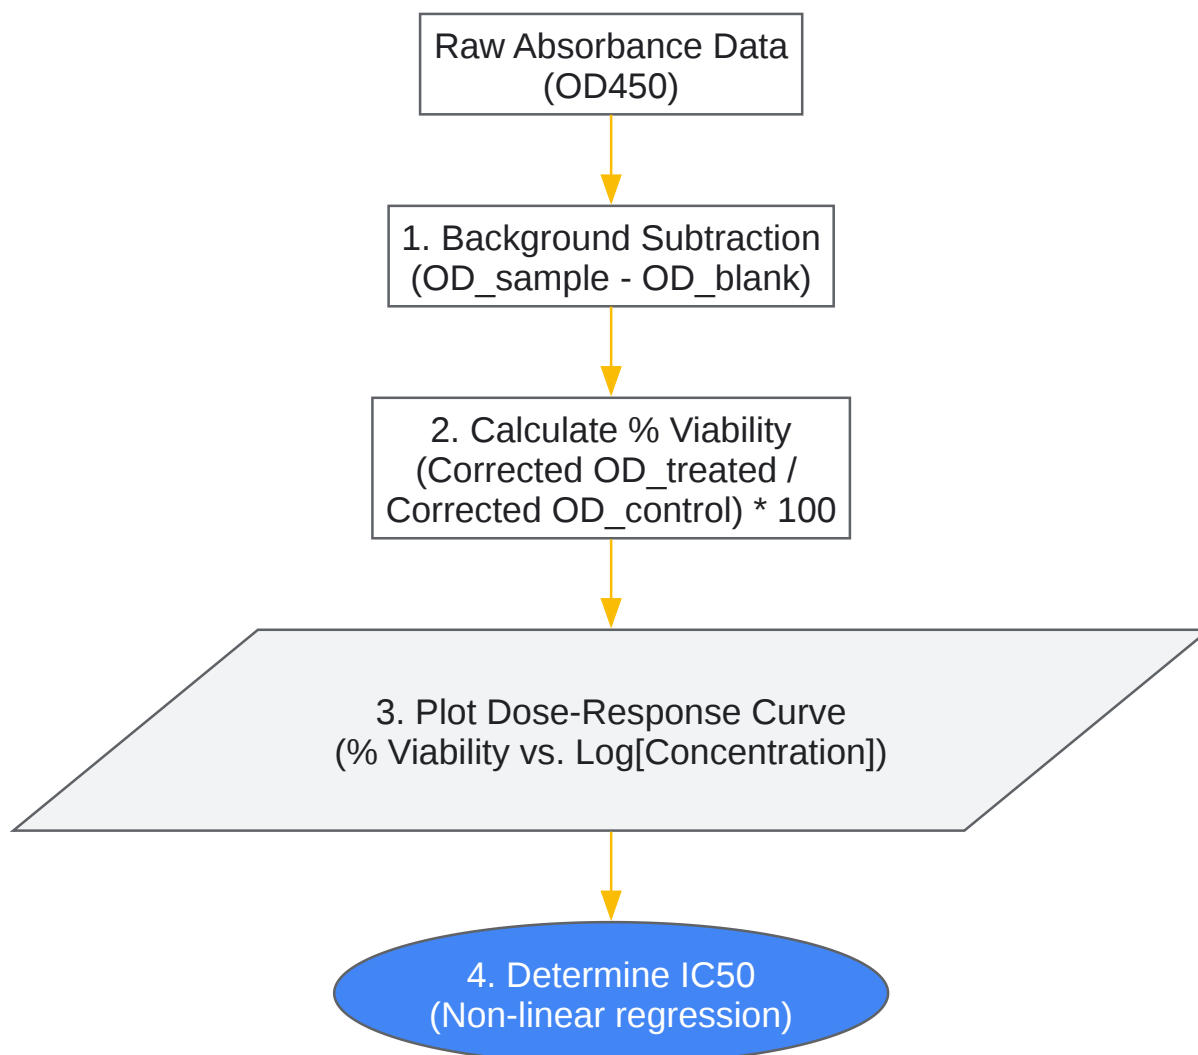 Raw Absorbance Data
(OD450)
1. Background Subtraction
(OD_sample - OD_blank)
2. Calculate % Viability
(Corrected OD_treated /
Corrected OD_control) * 100
3. Plot Dose-Response Curve
(% Viability vs. Log[Concentration])
4. Determine IC50
(Non-linear regression)